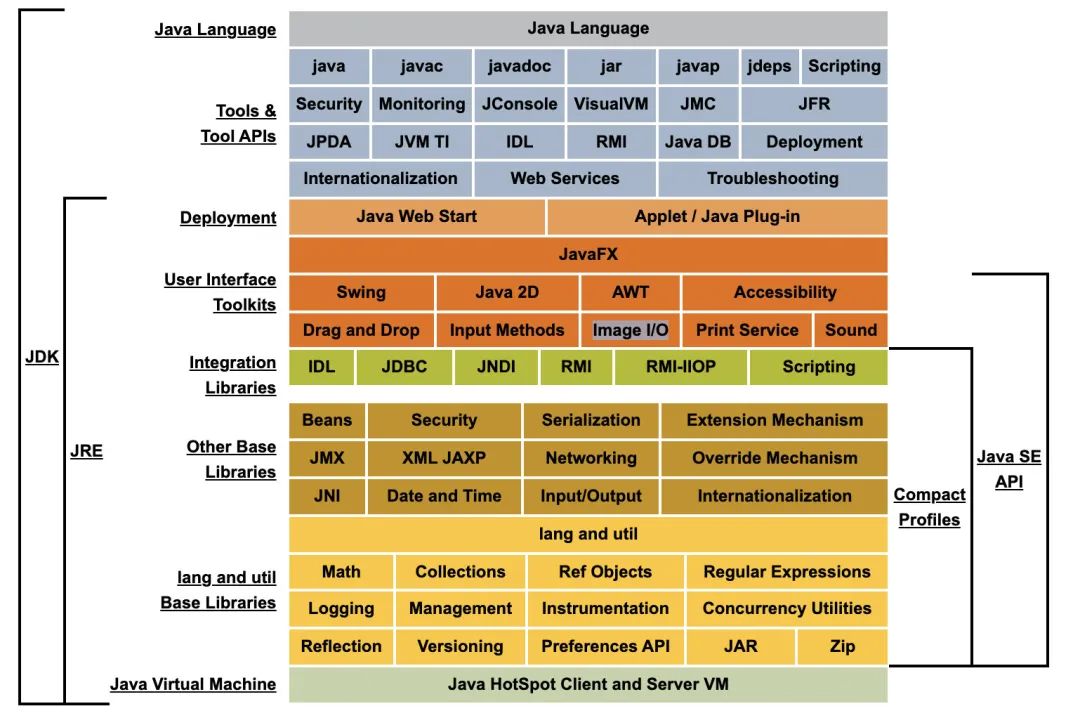 Java Language
Java Language
java javac javadoc jar javap jdeps Scripting
Tools &
Tool APIs
Security Monitoring JConsole VisualVM JMC JFR
JPDA JVM TI IDL RMI Java DB Deployment
Internationalization Web Services Troubleshooting
Deployment
Java Web Start Applet / Java Plug-in
JavaFX
User Interface
Toolkits
Swing Java 2D AWT Accessibility
Drag and Drop Input Methods Image I/O Print Service Sound
Integration
Libraries
IDL JDBC JNDI RMI RMI-IIOP Scripting
Other Base
Libraries
Beans Security Serialization Extension Mechanism
JMX XML JAXP Networking Override Mechanism
JNI Date and Time Input/Output Internationalization
lang and util
lang and util
Base Libraries
Math Collections Ref Objects Regular Expressions
Logging Management Instrumentation Concurrency Utilities
Reflection Versioning Preferences API JAR Zip
Java Virtual Machine
Java HotSpot Client and Server VM
JDK
JRE
Compact
Profiles
Java SE
API